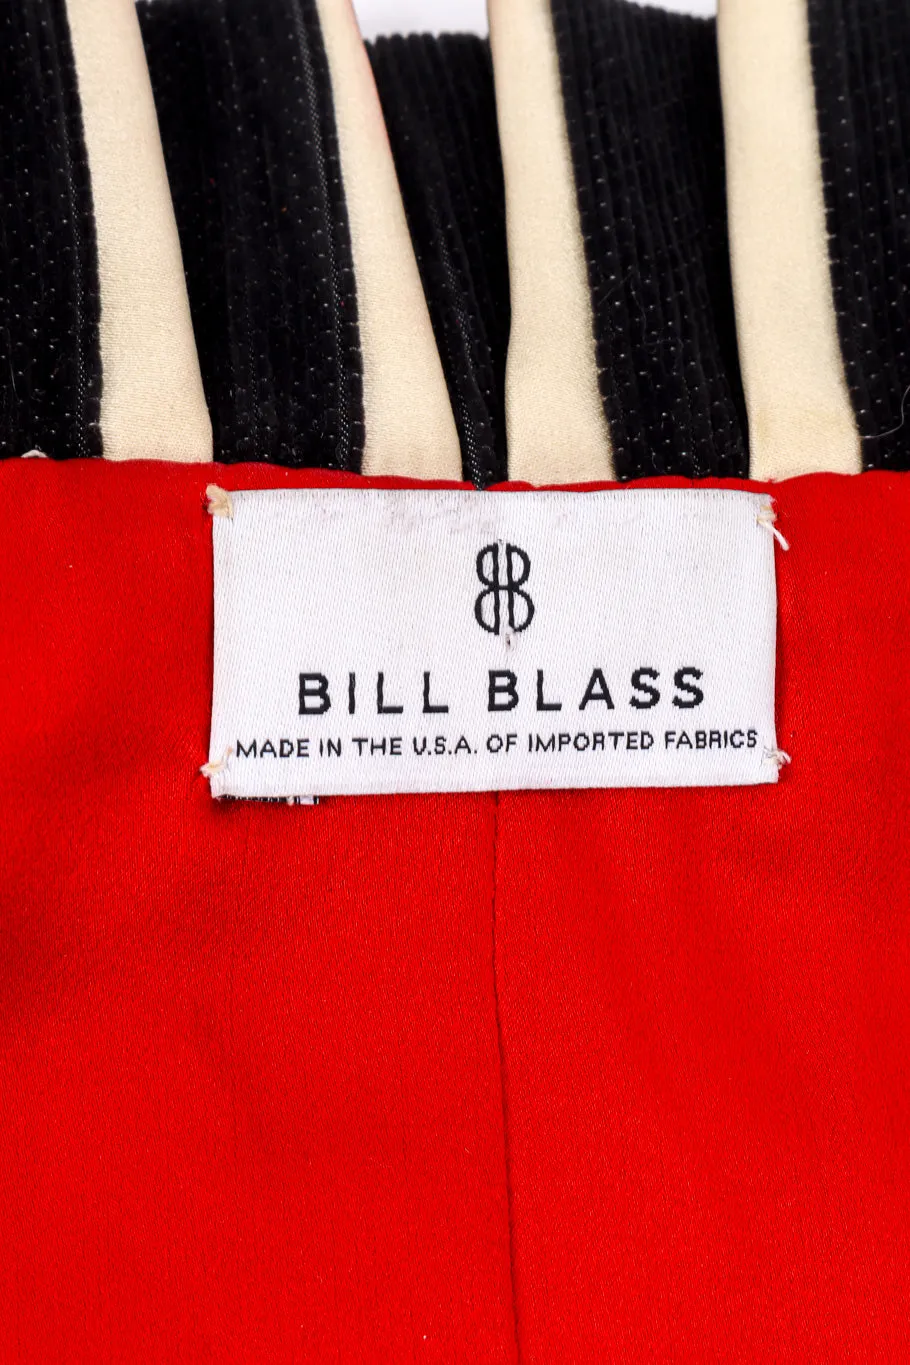 BILL BLASS
MADE IN THE U.S.A. OF IMPORTED FABRICS